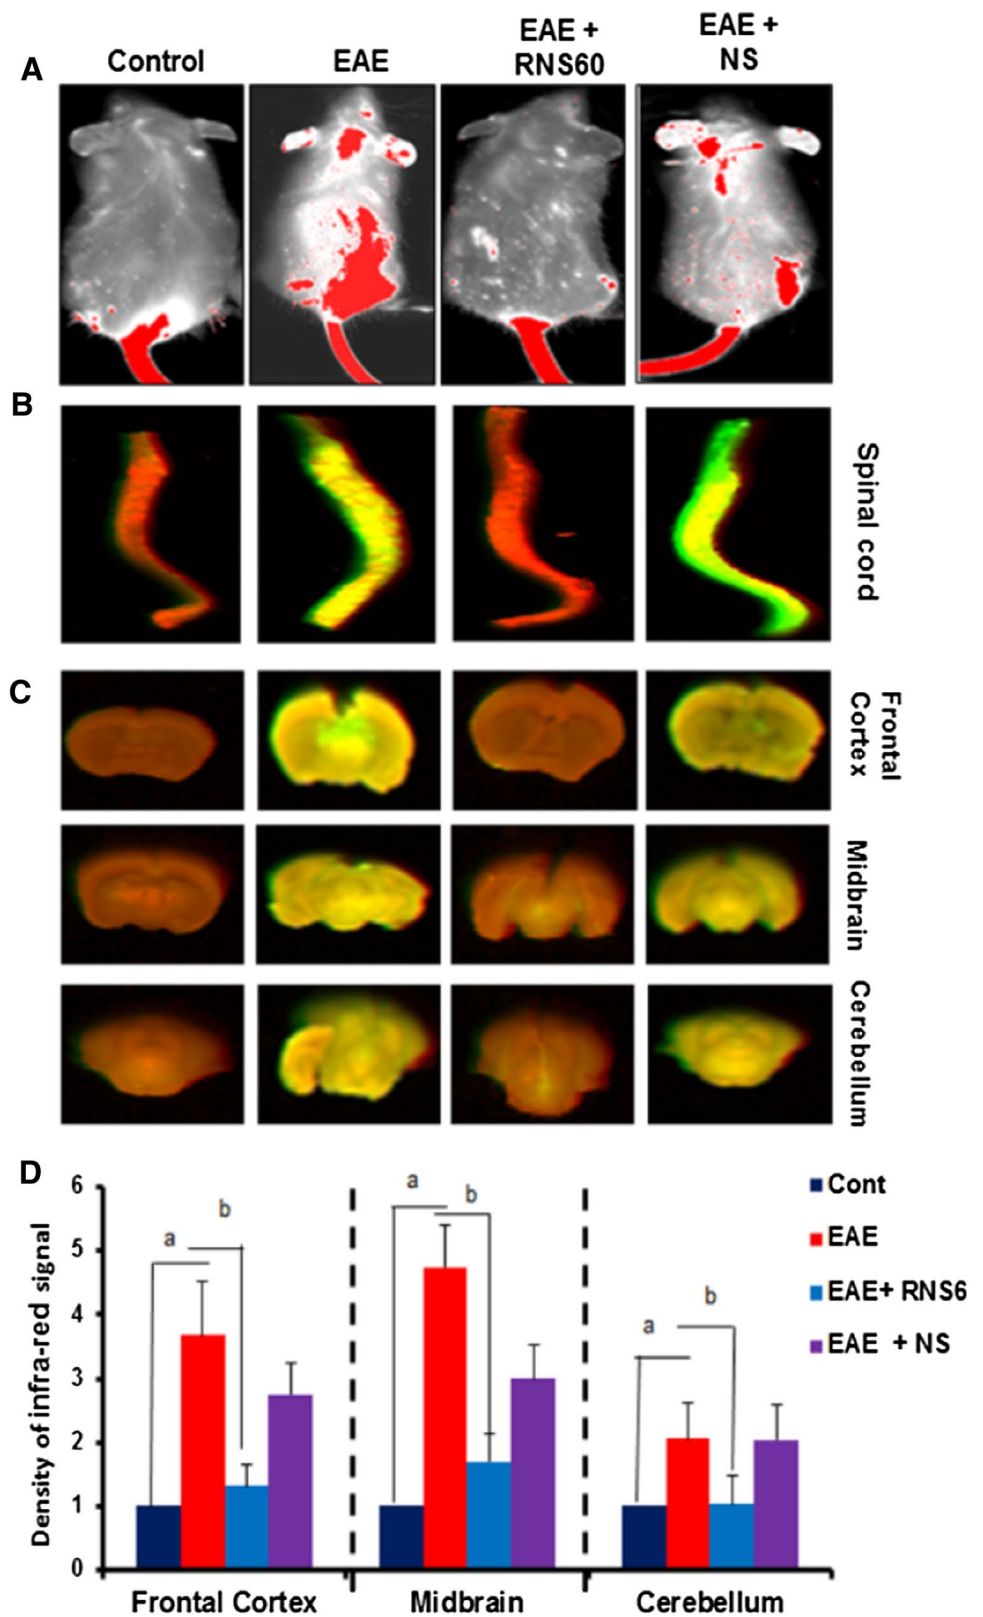 A
Control
EAE
EAE +
RNS60
EAE +
NS
B
Spinal cord
C
Frontal
Cortex
Midbrain
Cerebellum
D
Density of infra-red signal
6
5
4
3
2
1
0
a
b
a
b
a
b
Cont
EAE
EAE+ RNS6
EAE + NS
Frontal Cortex
Midbrain
Cerebellum